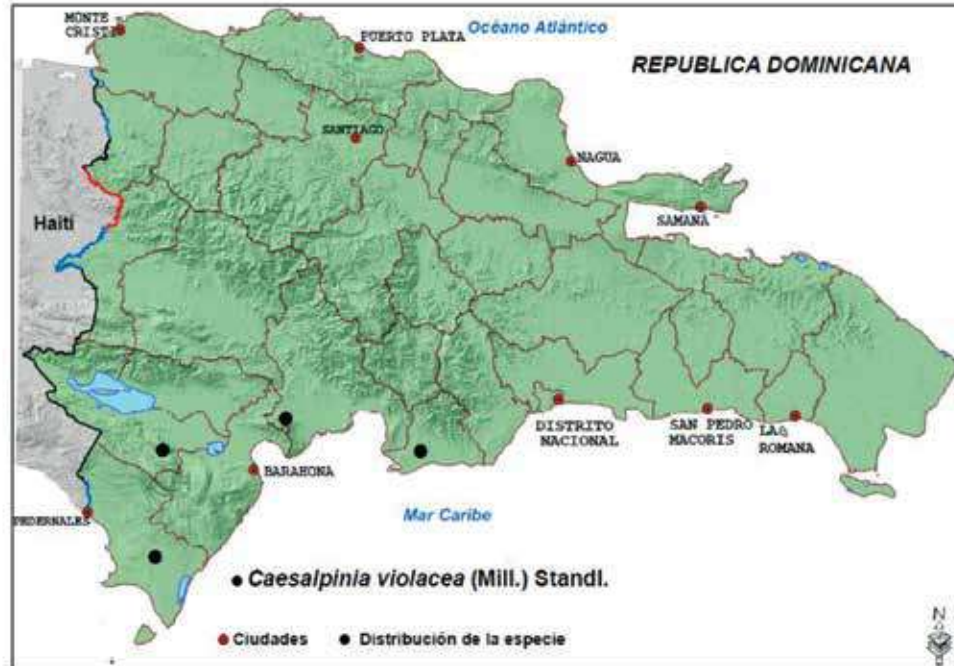 MONTE
CRISTI
PUERTO PLATA
Océano Atlántico
REPUBLICA DOMINICANA
SANTIAGO
NAGUA
SAMANA
Haití
DISTRITO
NACIONAL
SAN PEDRO
MACORIS
LA
ROMANA
BARAHONA
PEDERNALES
Mar Caribe
Caesalpinia violacea (Mill.) Standl.
Ciudades
Distribución de la especie
N